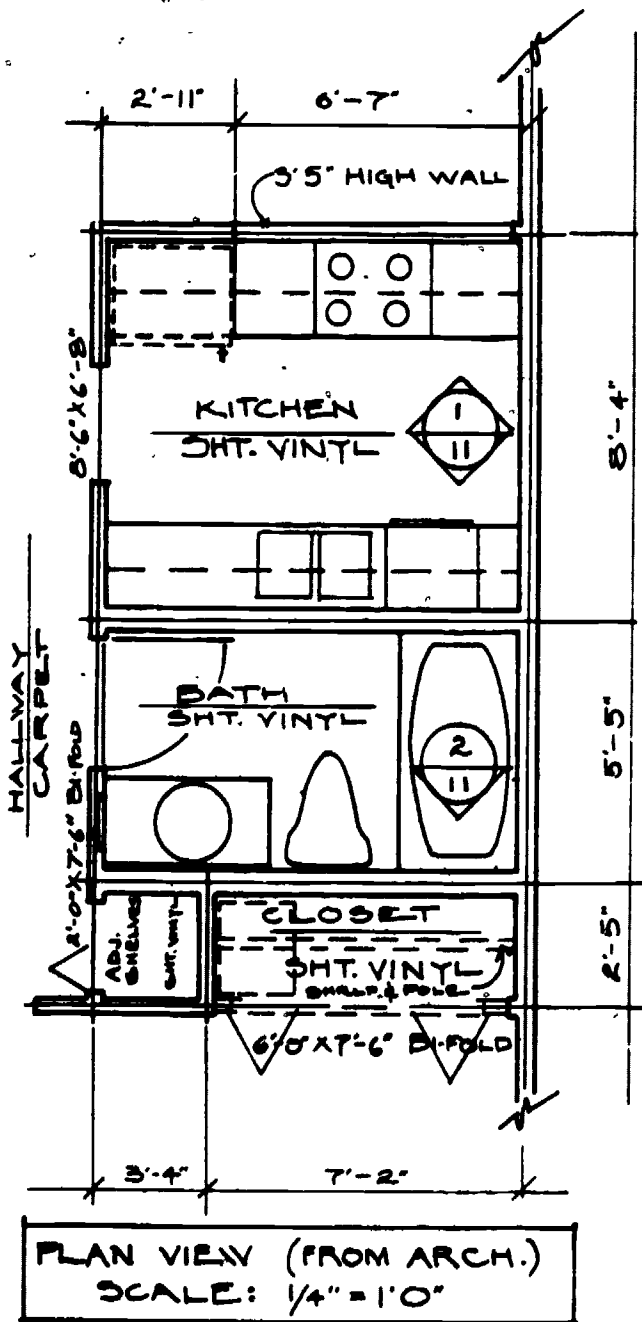 2'-11" 6'-7"
3'5" HIGH WALL
8'-6" X 6'-8"
KITCHEN
SHT. VINYL
1
11
8'-4"
HALLWAY
CARPET
BATH
SHT. VINYL
2
11
5'-5"
2'-0" X 7'-6" BI-FOLD
ADJ.
SHELVES
SHT. VINYL
CLOSET
SHT. VINYL
SHELF & POLE
2'-5"
6'-0" X 7'-6" BI-FOLD
3'-4" 7'-2"
PLAN VIEW (FROM ARCH.)
SCALE: 1/4" = 1'0"